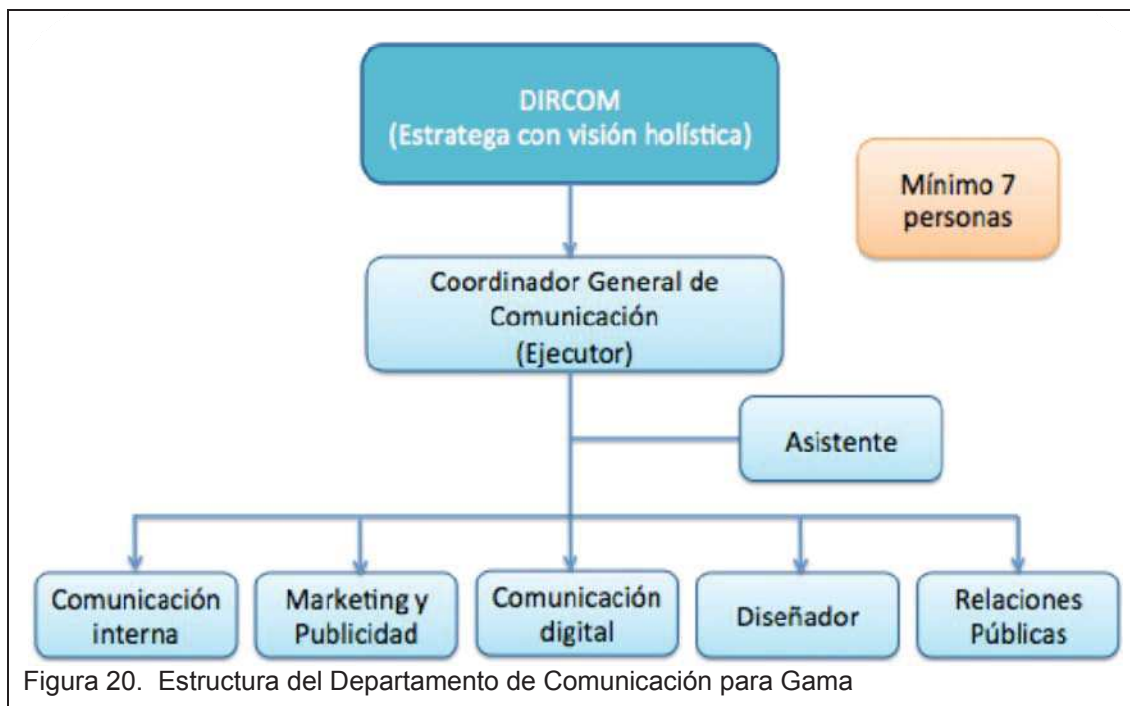 DIRCOM
(Estratega con visión holística)
Mínimo 7
personas
Coordinador General de
Comunicación
(Ejecutor)
Asistente
Comunicación
interna
Marketing y
Publicidad
Comunicación
digital
Diseñador
Relaciones
Públicas
Figura 20. Estructura del Departamento de Comunicación para Gama